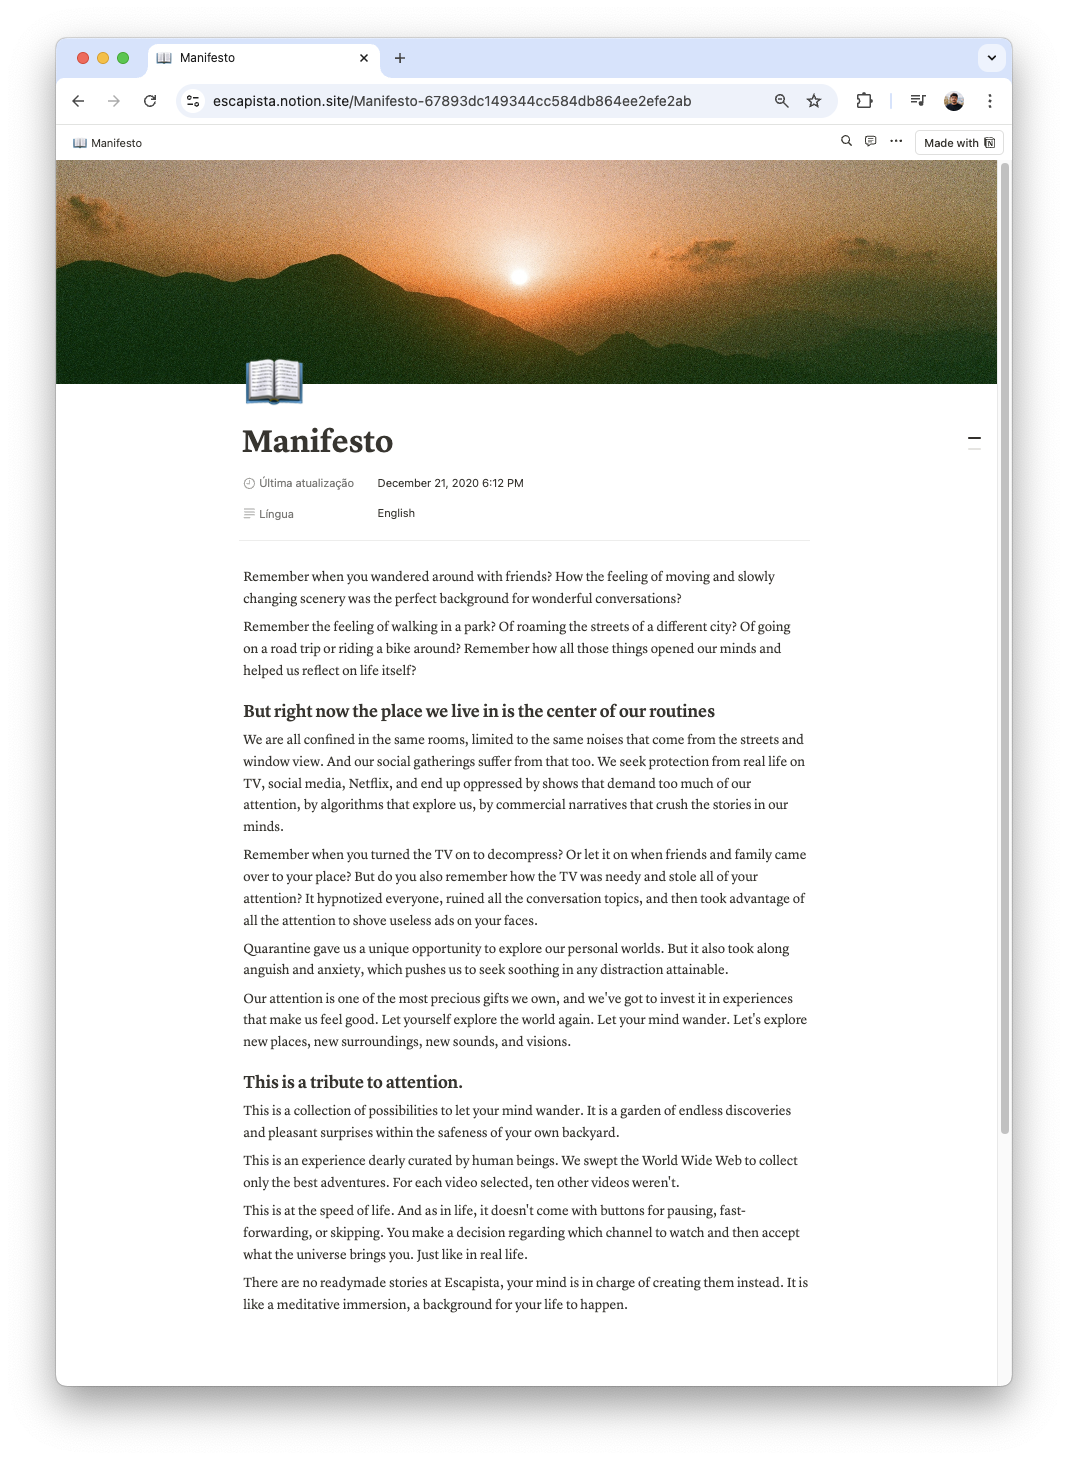 Manifesto
escapista.notion.site/Manifesto-67893dc149344cc584db864ee2efe2ab
Manifesto
Made with
Manifesto
Última atualização December 21, 2020 6:12 PM
Língua English
Remember when you wandered around with friends? How the feeling of moving and slowly
changing scenery was the perfect background for wonderful conversations?
Remember the feeling of walking in a park? Of roaming the streets of a different city? Of going
on a road trip or riding a bike around? Remember how all those things opened our minds and
helped us reflect on life itself?
But right now the place we live in is the center of our routines
We are all confined in the same rooms, limited to the same noises that come from the streets and
window view. And our social gatherings suffer from that too. We seek protection from real life on
TV, social media, Netflix, and end up oppressed by shows that demand too much of our
attention, by algorithms that explore us, by commercial narratives that crush the stories in our
minds.
Remember when you turned the TV on to decompress? Or let it on when friends and family came
over to your place? But do you also remember how the TV was needy and stole all of your
attention? It hypnotized everyone, ruined all the conversation topics, and then took advantage of
all the attention to shove useless ads on your faces.
Quarantine gave us a unique opportunity to explore our personal worlds. But it also took along
anguish and anxiety, which pushes us to seek soothing in any distraction attainable.
Our attention is one of the most precious gifts we own, and we've got to invest it in experiences
that make us feel good. Let yourself explore the world again. Let your mind wander. Let's explore
new places, new surroundings, new sounds, and visions.
This is a tribute to attention.
This is a collection of possibilities to let your mind wander. It is a garden of endless discoveries
and pleasant surprises within the safeness of your own backyard.
This is an experience dearly curated by human beings. We swept the World Wide Web to collect
only the best adventures. For each video selected, ten other videos weren't.
This is at the speed of life. And as in life, it doesn't come with buttons for pausing, fast-
forwarding, or skipping. You make a decision regarding which channel to watch and then accept
what the universe brings you. Just like in real life.
There are no readymade stories at Escapista, your mind is in charge of creating them instead. It is
like a meditative immersion, a background for your life to happen.